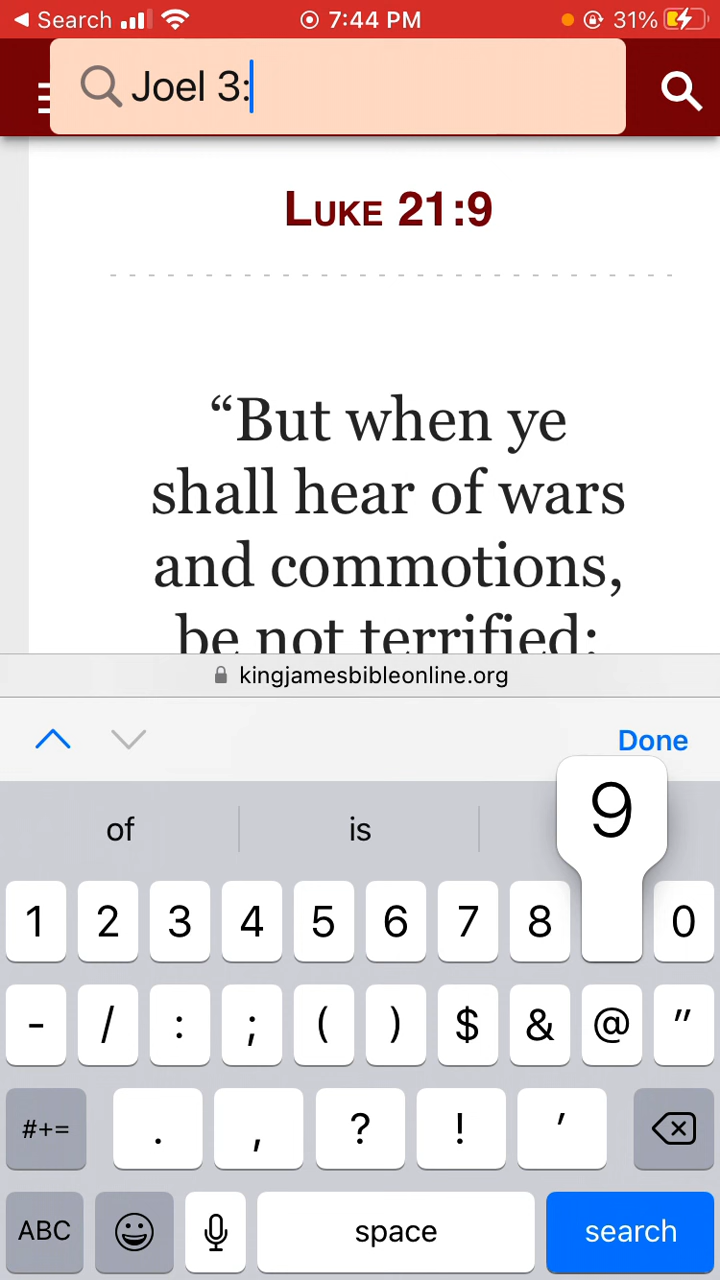 Search 7:44 PM 31%
Joel 3:
LUKE 21:9
“But when ye
shall hear of wars
and commotions,
be not terrified:
kingjamesbibleonline.org
Done
of is
9
1 2 3 4 5 6 7 8 0
- / : ; ( ) $ & @ "
#+= . , ? ! ’
ABC space search